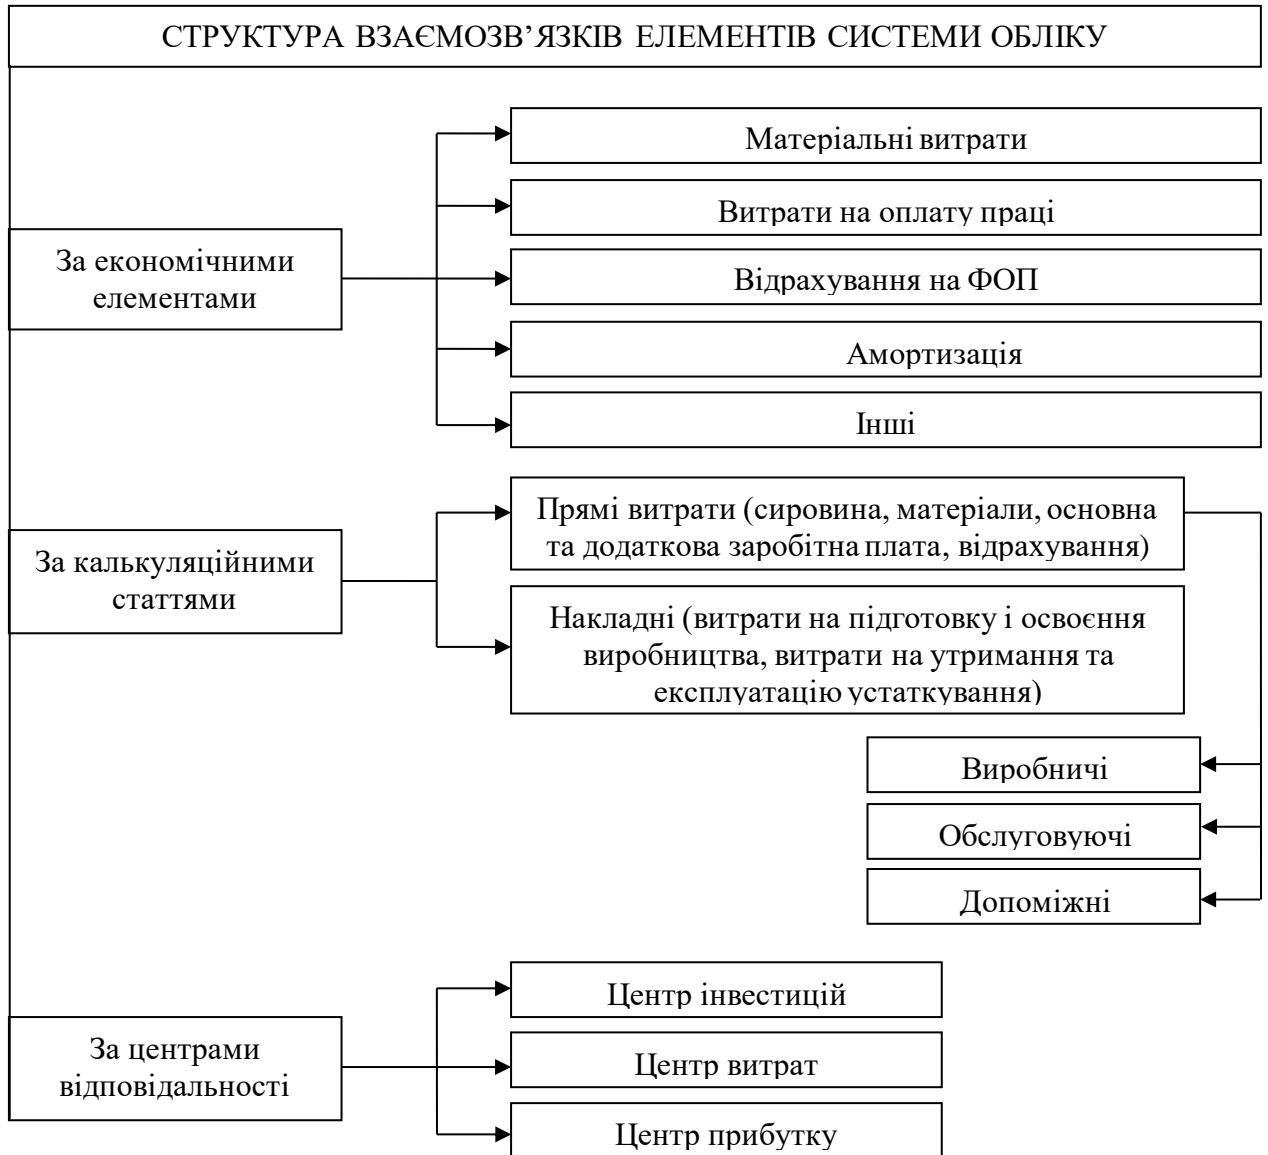 СТРУКТУРА ВЗАЄМОЗВ’ЯЗКІВ ЕЛЕМЕНТІВ СИСТЕМИ ОБЛІКУ
За економічними
елементами
Матеріальні витрати
Витрати на оплату праці
Відрахування на ФОП
Амортизація
Інші
За калькуляційними
статтями
Прямі витрати (сировина, матеріали, основна
та додаткова заробітна плата, відрахування)
Накладні (витрати на підготовку і освоєння
виробництва, витрати на утримання та
експлуатацію устаткування)
Виробничі
Обслуговуючі
Допоміжні
За центрами
відповідальності
Центр інвестицій
Центр витрат
Центр прибутку